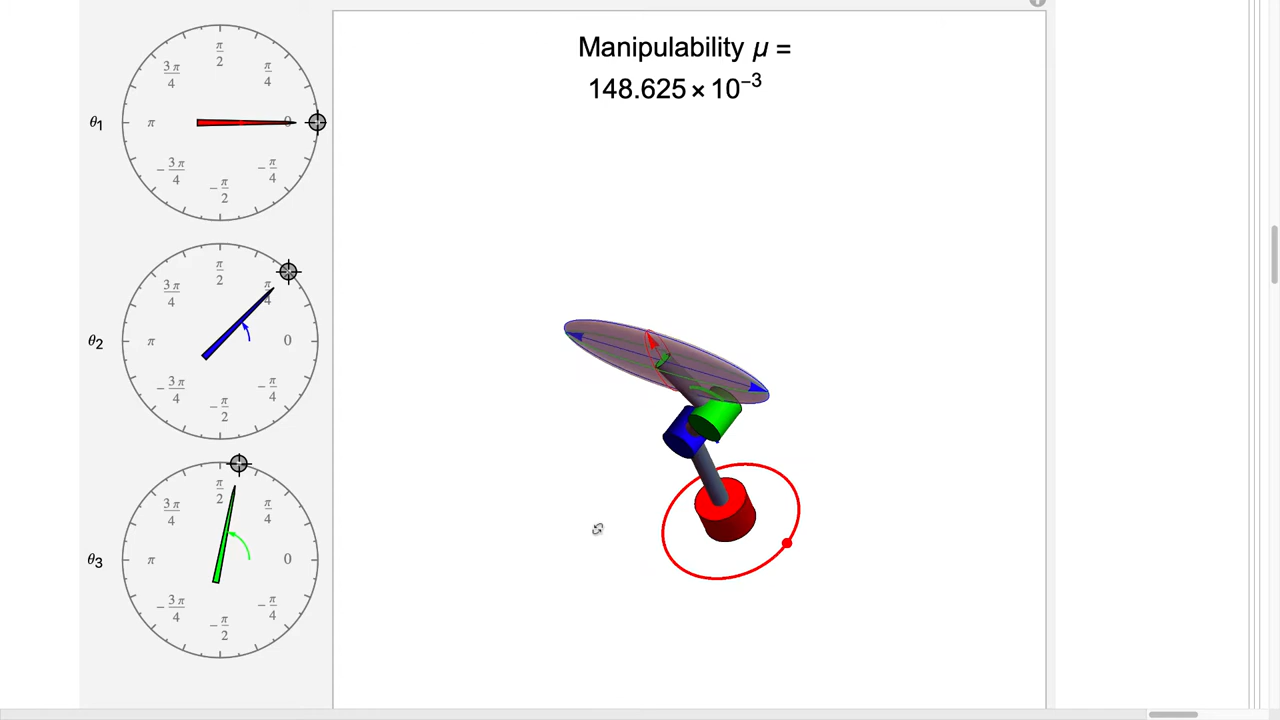 Manipulability μ =
148.625 × 10⁻³
θ1
π/2
3π/4
π/4
π
0
-3π/4
-π/4
-π/2
θ2
π/2
3π/4
π/4
π
0
-3π/4
-π/4
-π/2
θ3
π/2
3π/4
π/4
π
0
-3π/4
-π/4
-π/2